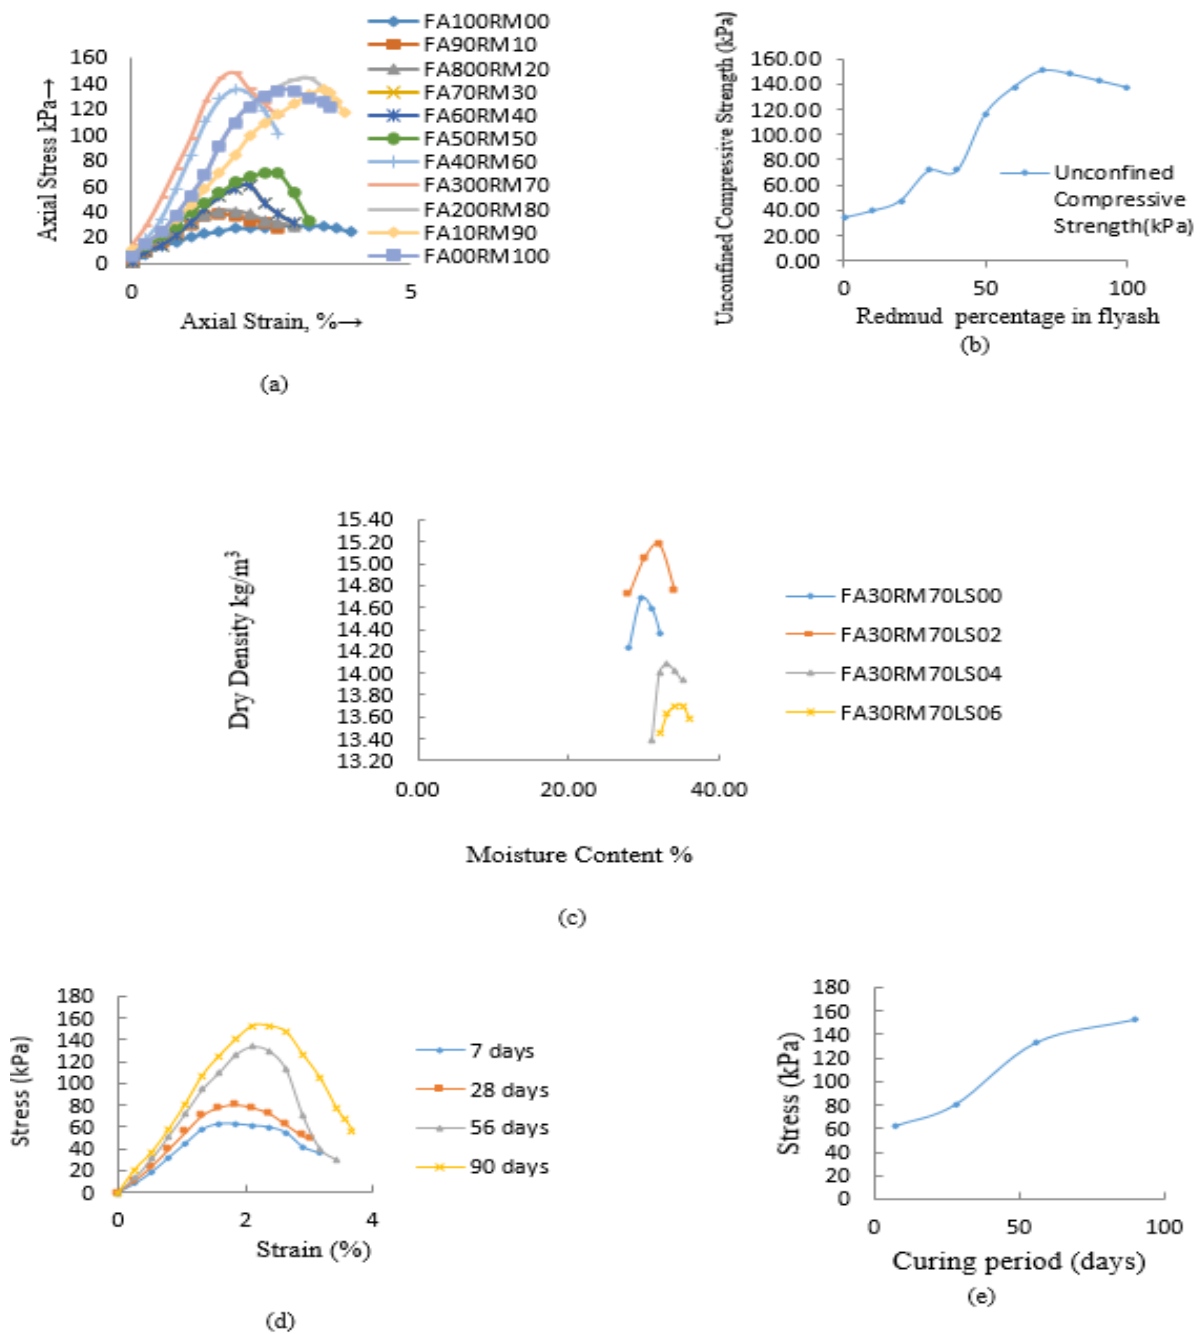 FA100RM00
FA90RM10
FA800RM20
FA70RM30
FA60RM40
FA50RM50
FA40RM60
FA300RM70
FA200RM80
FA10RM90
FA00RM100
Axial Stress kPa→
160
140
120
100
80
60
40
20
0
0 5
Axial Strain, %→
(a)
Unconfined Compressive Strength (kPa)
160.00
140.00
120.00
100.00
80.00
60.00
40.00
20.00
0.00
Unconfined
Compressive
Strength(kPa)
0 50 100
Redmud percentage in flyash
(b)
Dry Density kg/m³
15.40
15.20
15.00
14.80
14.60
14.40
14.20
14.00
13.80
13.60
13.40
13.20
0.00 20.00 40.00
Moisture Content %
FA30RM70LS00
FA30RM70LS02
FA30RM70LS04
FA30RM70LS06
(c)
Stress (kPa)
180
160
140
120
100
80
60
40
20
0
0 2 4
Strain (%)
7 days
28 days
56 days
90 days
(d)
Stress (kPa)
180
160
140
120
100
80
60
40
20
0
0 50 100
Curing period (days)
(e)